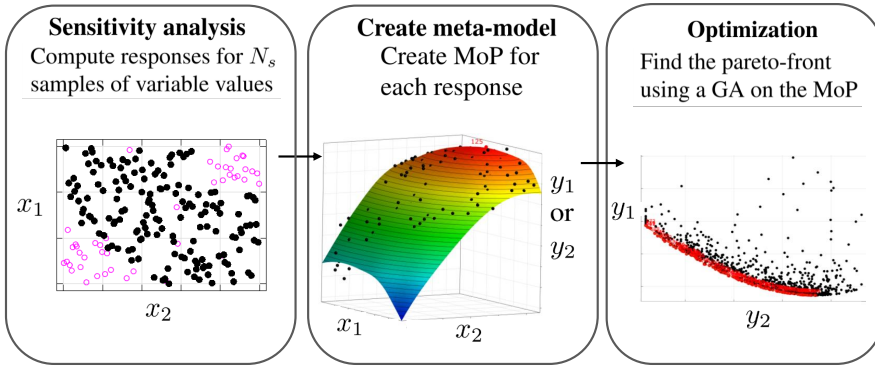 Sensitivity analysis
Compute responses for N_s
samples of variable values
x_1
x_2
Create meta-model
Create MoP for
each response
125
y_1
or
y_2
x_1
x_2
Optimization
Find the pareto-front
using a GA on the MoP
y_1
y_2